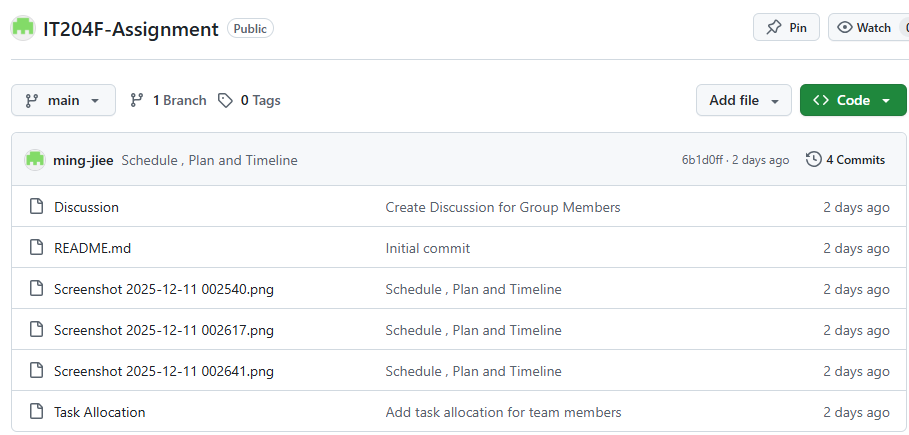 IT204F-Assignment Public Pin Watch
main 1 Branch 0 Tags Add file Code
ming-jiee Schedule , Plan and Timeline 6b1d0ff · 2 days ago 4 Commits
Discussion Create Discussion for Group Members 2 days ago
README.md Initial commit 2 days ago
Screenshot 2025-12-11 002540.png Schedule , Plan and Timeline 2 days ago
Screenshot 2025-12-11 002617.png Schedule , Plan and Timeline 2 days ago
Screenshot 2025-12-11 002641.png Schedule , Plan and Timeline 2 days ago
Task Allocation Add task allocation for team members 2 days ago